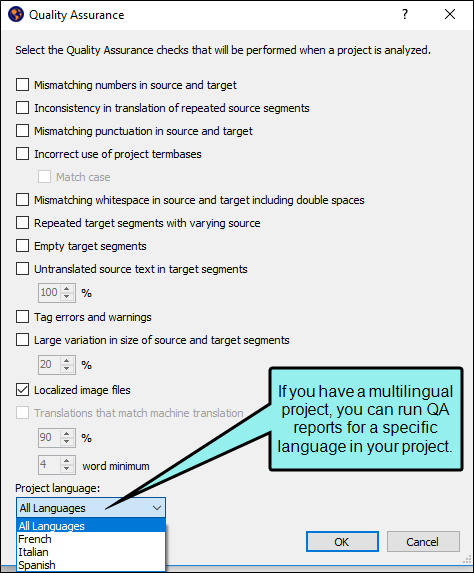 Quality Assurance
?
Select the Quality Assurance checks that will be performed when a project is analyzed.
Mismatching numbers in source and target
Inconsistency in translation of repeated source segments
Mismatching punctuation in source and target
Incorrect use of project termbases
Match case
Mismatching whitespace in source and target including double spaces
Repeated target segments with varying source
Empty target segments
Untranslated source text in target segments
100 %
Tag errors and warnings
Large variation in size of source and target segments
20 %
Localized image files
Translations that match machine translation
90 %
4 word minimum
If you have a multilingual
project, you can run QA
reports for a specific
language in your project.
Project language:
All Languages
All Languages
French
Italian
Spanish
OK
Cancel